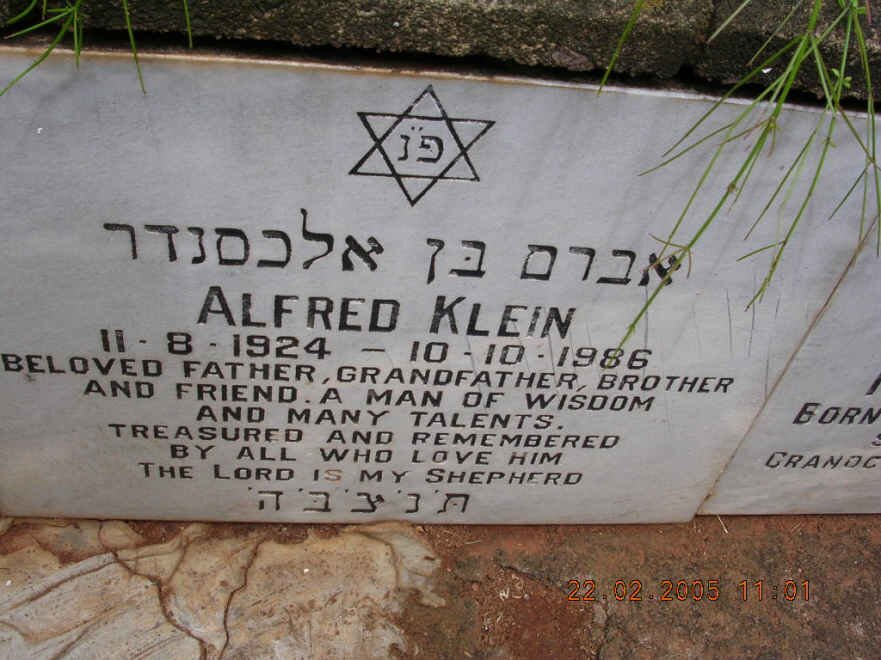 פ״נ
אברם בן אלכסנדר
ALFRED KLEIN
11 · 8 · 1924 — 10 · 10 · 1986
BELOVED FATHER, GRANDFATHER, BROTHER
AND FRIEND. A MAN OF WISDOM
AND MANY TALENTS.
TREASURED AND REMEMBERED
BY ALL WHO LOVE HIM
THE LORD IS MY SHEPHERD
ת׳נ׳צ׳ב׳ה׳
BORN
22.02.2005 11:01